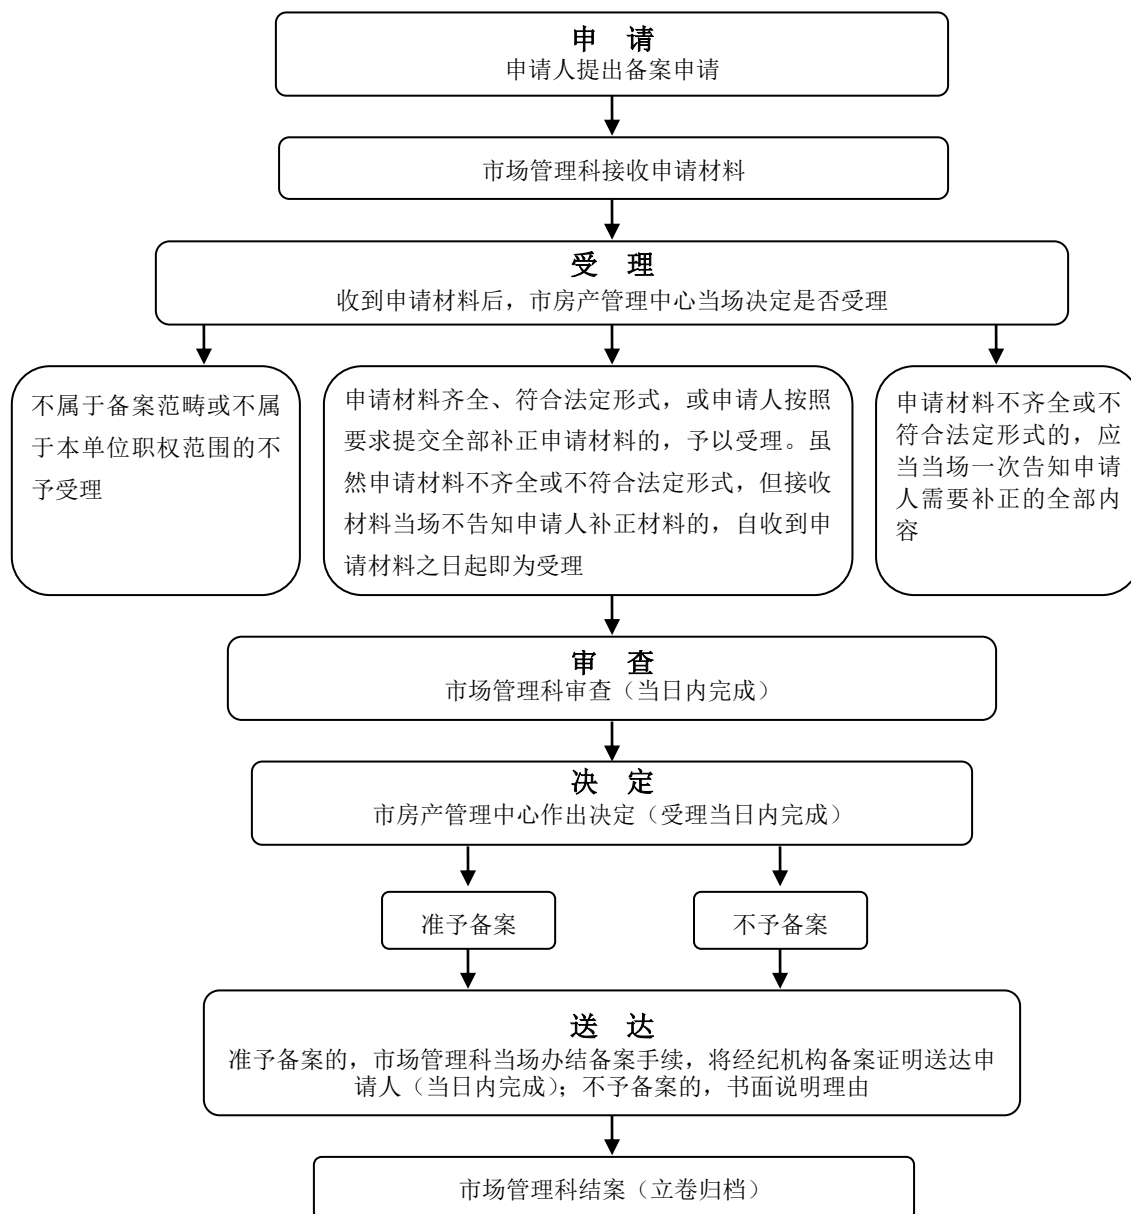 申 请
申请人提出备案申请
市场管理科接收申请材料
受 理
收到申请材料后，市房产管理中心当场决定是否受理
不属于备案范畴或不属
于本单位职权范围的不
予受理
申请材料齐全、符合法定形式，或申请人按照
要求提交全部补正申请材料的，予以受理。虽
然申请材料不齐全或不符合法定形式，但接收
材料当场不告知申请人补正材料的，自收到申
请材料之日起即为受理
申请材料不齐全或不
符合法定形式的，应
当当场一次告知申请
人需要补正的全部内
容
审 查
市场管理科审查（当日内完成）
决 定
市房产管理中心作出决定（受理当日内完成）
准予备案
不予备案
送 达
准予备案的，市场管理科当场办结备案手续，将经纪机构备案证明送达申
请人（当日内完成）；不予备案的，书面说明理由
市场管理科结案（立卷归档）